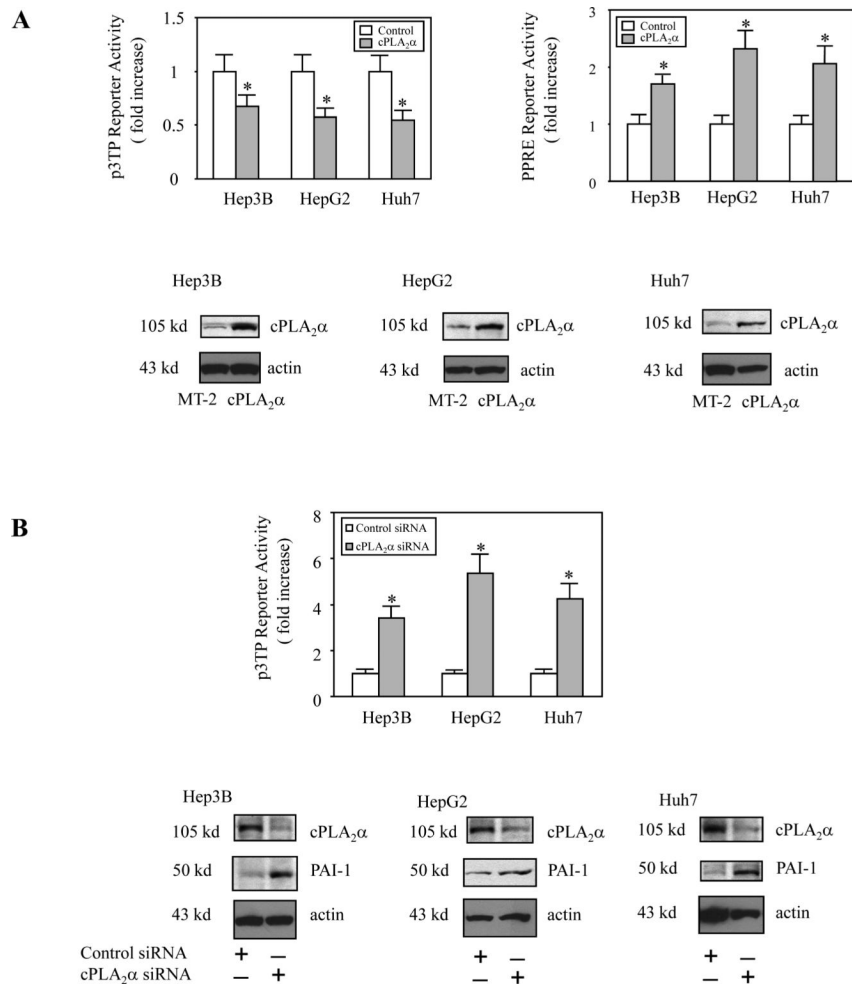 A
p3TP Reporter Activity
( fold increase)
1.5
1
0.5
0
Control
cPLA₂α
*
*
*
Hep3B HepG2 Huh7
PPRE Reporter Activity
( fold increase)
3
2
1
0
Control
cPLA₂α
*
*
*
Hep3B HepG2 Huh7
Hep3B
105 kd cPLA₂α
43 kd actin
MT-2 cPLA₂α
HepG2
105 kd cPLA₂α
43 kd actin
MT-2 cPLA₂α
Huh7
105 kd cPLA₂α
43 kd actin
MT-2 cPLA₂α
B
p3TP Reporter Activity
( fold increase)
8
6
4
2
0
Control siRNA
cPLA₂α siRNA
*
*
*
Hep3B HepG2 Huh7
Hep3B
105 kd cPLA₂α
50 kd PAI-1
43 kd actin
HepG2
105 kd cPLA₂α
50 kd PAI-1
43 kd actin
Huh7
105 kd cPLA₂α
50 kd PAI-1
43 kd actin
Control siRNA + – + – + –
cPLA₂α siRNA – + – + – +